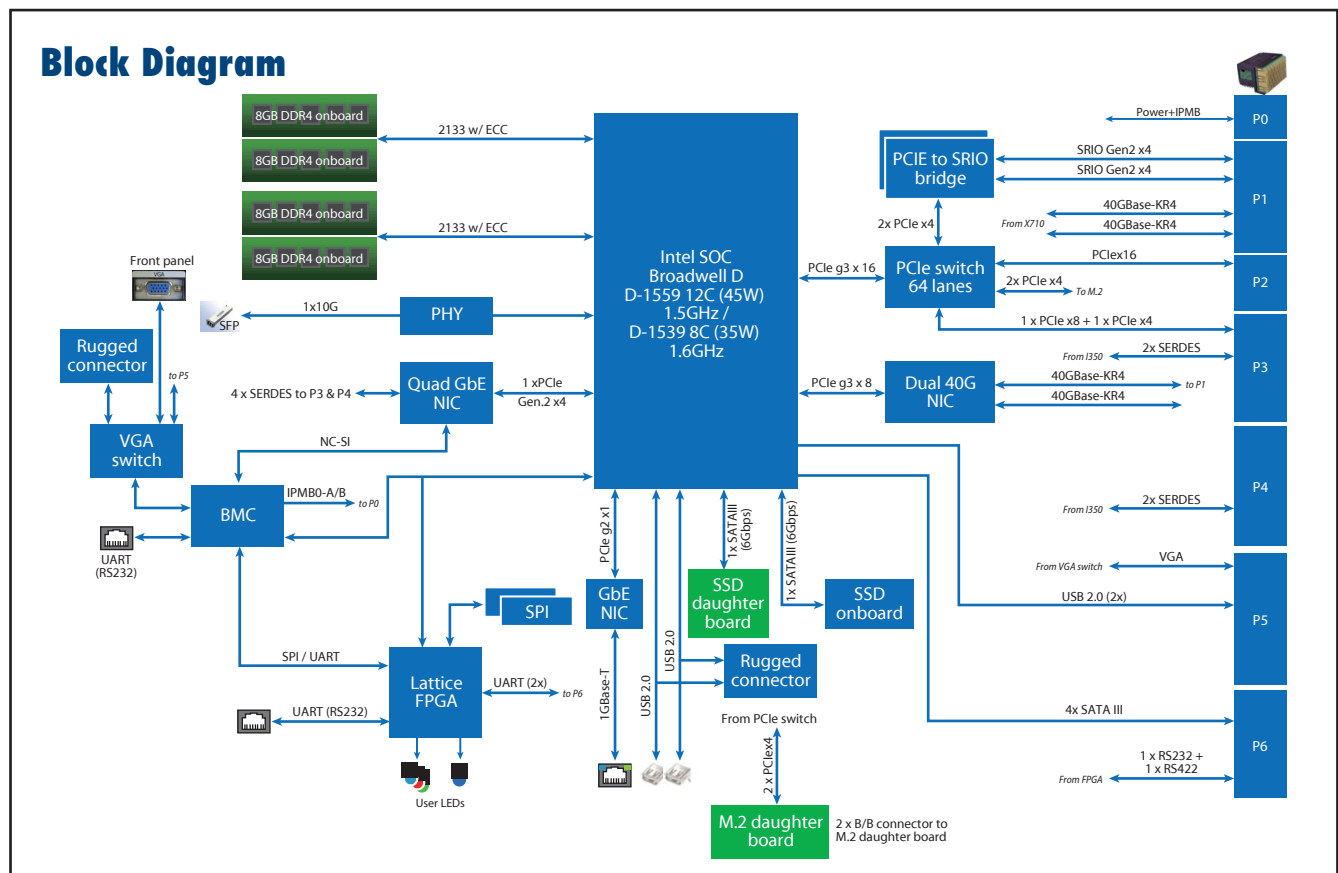 Block Diagram
8GB DDR4 onboard
8GB DDR4 onboard
2133 w/ ECC
8GB DDR4 onboard
8GB DDR4 onboard
2133 w/ ECC
Front panel
VGA
SFP
1x10G
PHY
Rugged
connector
to P5
4 x SERDES to P3 & P4
Quad GbE
NIC
1 xPCIe
Gen.2 x4
VGA
switch
NC-SI
BMC
IPMB0-A/B
to P0
UART
(RS232)
SPI / UART
SPI
Lattice
FPGA
UART (2x)
to P6
UART (RS232)
User LEDs
Intel SOC
Broadwell D
D-1559 12C (45W)
1.5GHz /
D-1539 8C (35W)
1.6GHz
PCIe g2 x1
GbE
NIC
1GBase-T
USB 2.0
USB 2.0
1x SATAIII
(6Gbps)
SSD
daughter
board
1x SATAIII (6Gbps)
SSD
onboard
Rugged
connector
From PCIe switch
2 x PCIex4
M.2 daughter
board
2 x B/B connector to
M.2 daughter board
PCIE to SRIO
bridge
SRIO Gen2 x4
SRIO Gen2 x4
2x PCIe x4
From X710
40GBase-KR4
40GBase-KR4
PCIe g3 x 16
PCIe switch
64 lanes
PCIex16
2x PCIe x4
To M.2
1 x PCIe x8 + 1 x PCIe x4
From I350
2x SERDES
PCIe g3 x 8
Dual 40G
NIC
40GBase-KR4
to P1
40GBase-KR4
From I350
2x SERDES
From VGA switch
VGA
USB 2.0 (2x)
4x SATA III
From FPGA
1 x RS232 +
1 x RS422
Power+IPMB
P0
P1
P2
P3
P4
P5
P6